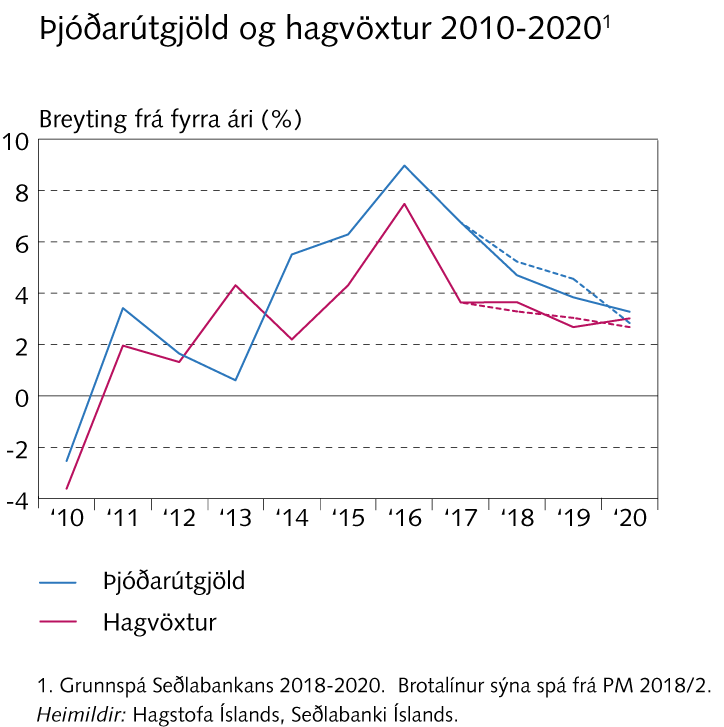 Þjóðarútgjöld og hagvöxtur 2010-2020¹
Breyting frá fyrra ári (%)
10
8
6
4
2
0
-2
-4
‘10 ‘11 ‘12 ‘13 ‘14 ‘15 ‘16 ‘17 ‘18 ‘19 ‘20
Þjóðarútgjöld
Hagvöxtur
1. Grunnspá Seðlabankans 2018-2020. Brotalínur sýna spá frá PM 2018/2.
Heimildir: Hagstofa Íslands, Seðlabanki Íslands.